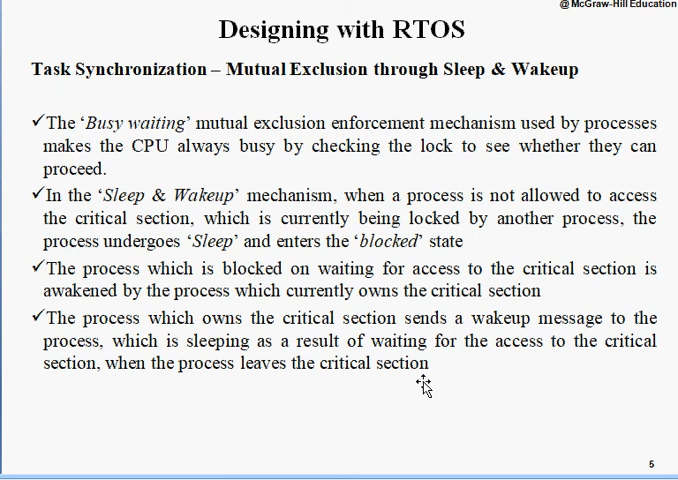 @ McGraw-Hill Education
Designing with RTOS
Task Synchronization – Mutual Exclusion through Sleep & Wakeup
✓The ‘Busy waiting’ mutual exclusion enforcement mechanism used by processes
makes the CPU always busy by checking the lock to see whether they can
proceed.
✓In the ‘Sleep & Wakeup’ mechanism, when a process is not allowed to access
the critical section, which is currently being locked by another process, the
process undergoes ‘Sleep’ and enters the ‘blocked’ state
✓The process which is blocked on waiting for access to the critical section is
awakened by the process which currently owns the critical section
✓The process which owns the critical section sends a wakeup message to the
process, which is sleeping as a result of waiting for the access to the critical
section, when the process leaves the critical section
5